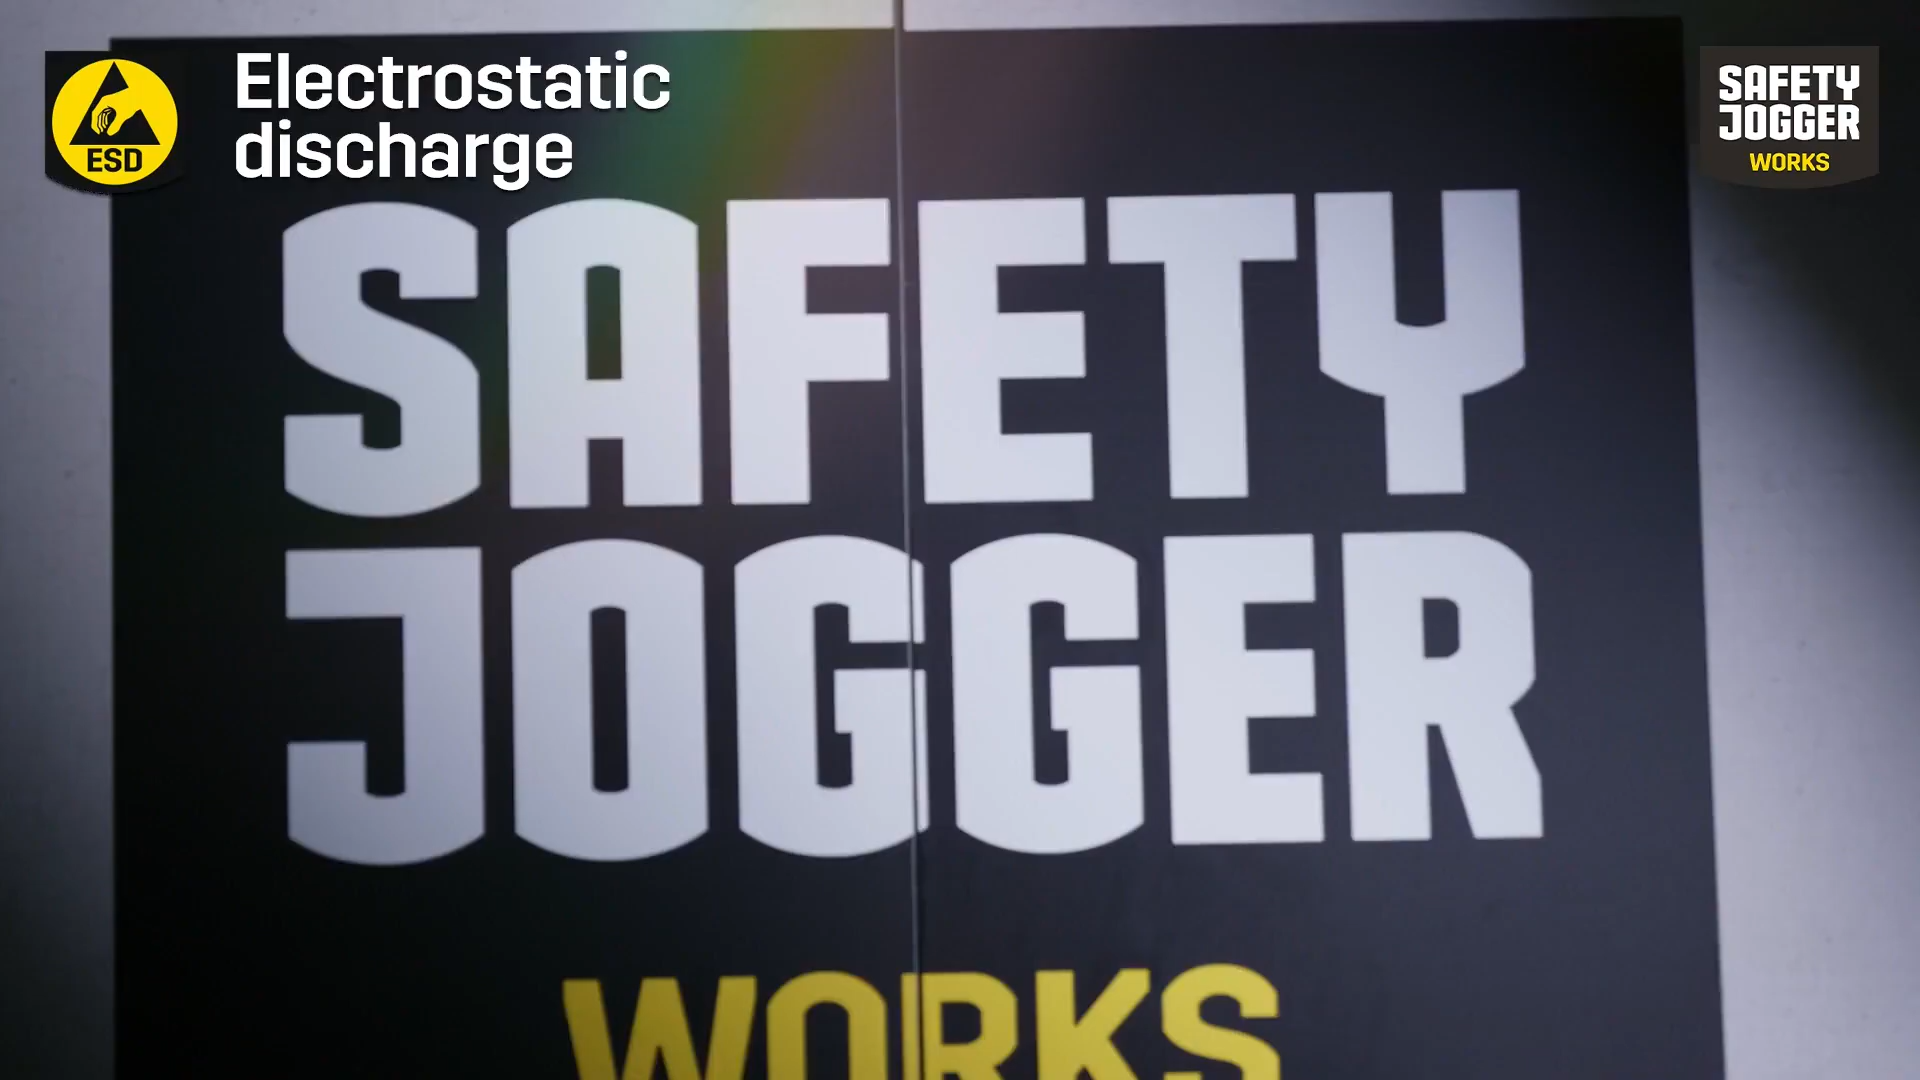 ESD
Electrostatic
discharge
SAFETY
JOGGER
WORKS
SAFETY
JOGGER
WORKS